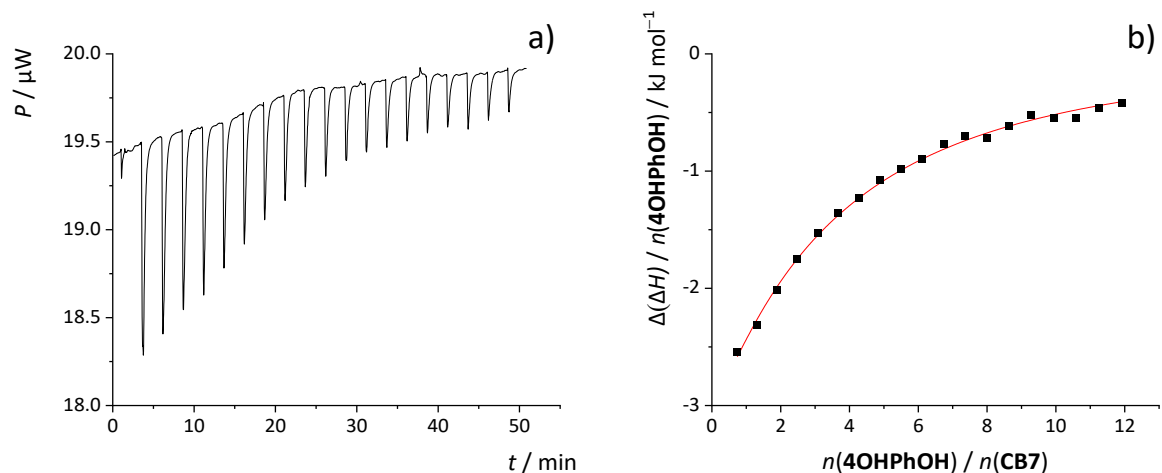 a)
P / μW
20.0
19.5
19.0
18.5
18.0
0 10 20 30 40 50
t / min
b)
Δ(ΔH) / n(4OHPhOH) / kJ mol⁻¹
0
-1
-2
-3
0 2 4 6 8 10 12
n(4OHPhOH) / n(CB7)